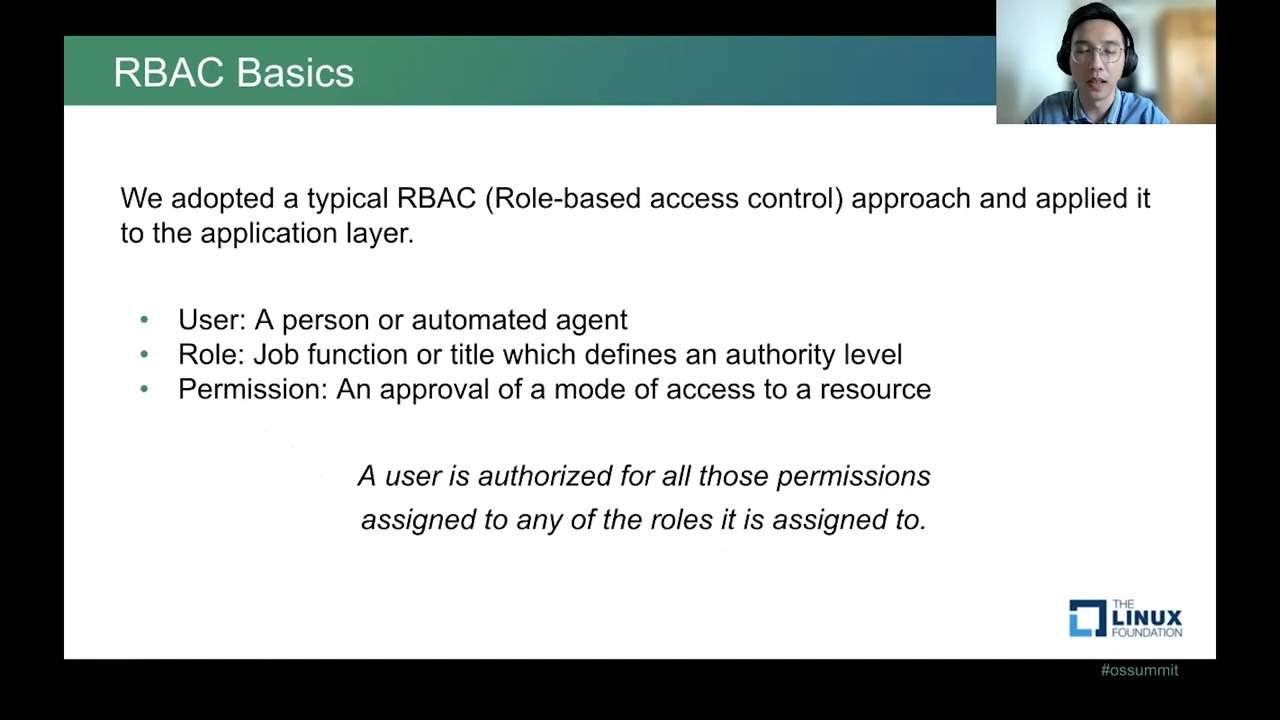 RBAC Basics
We adopted a typical RBAC (Role-based access control) approach and applied it
to the application layer.
• User: A person or automated agent
• Role: Job function or title which defines an authority level
• Permission: An approval of a mode of access to a resource
A user is authorized for all those permissions
assigned to any of the roles it is assigned to.
THE
LINUX
FOUNDATION
#ossummit